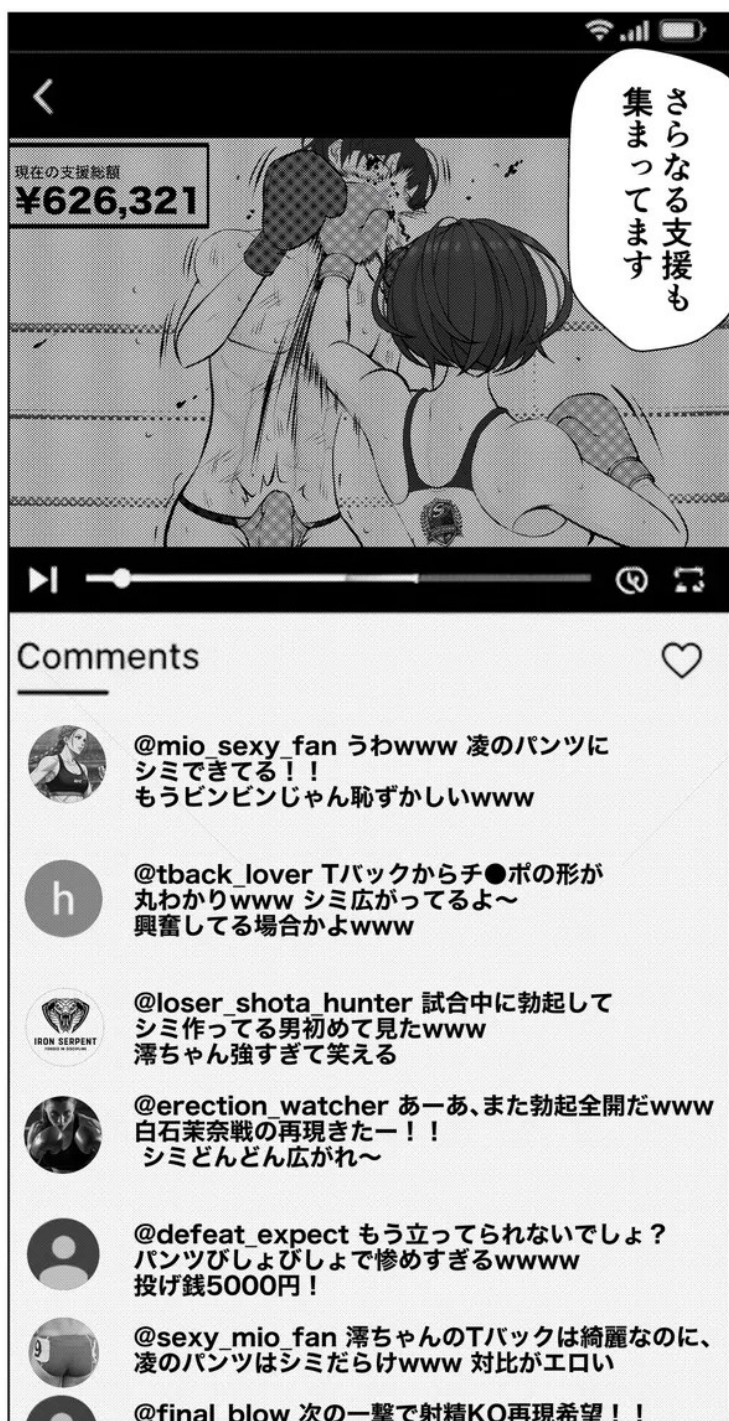 さらなる支援も
集まってます
現在の支援総額
¥626,321
Comments
@mio_sexy_fan うわwww 凌のパンツに
シミできてる！！
もうビンビンじゃん恥ずかしいwww
h
@tback_lover Tバックからチ●ポの形が
丸わかりwww シミ広がってるよ〜
興奮してる場合かよwww
IRON SERPENT
@loser_shota_hunter 試合中に勃起して
シミ作ってる男初めて見たwww
澪ちゃん強すぎて笑える
@erection_watcher あーあ、また勃起全開だwww
白石茉奈戦の再現きたー！！
シミどんどん広がれ〜
@defeat_expect もう立ってられないでしょ？
パンツびしょびしょで惨めすぎるwwww
投げ銭5000円！
9
@sexy_mio_fan 澪ちゃんのTバックは綺麗なのに、
凌のパンツはシミだらけwww 対比がエロい
@final_blow 次の一撃で射精KO再現希望！！